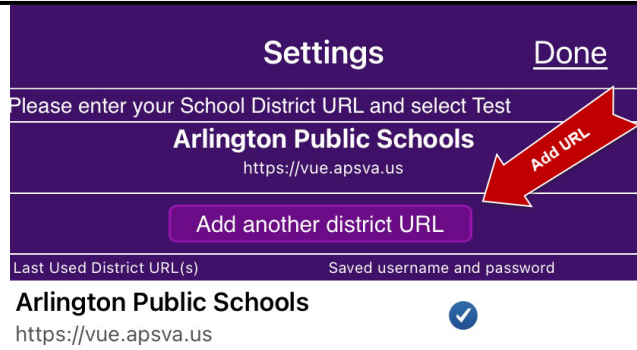 Settings
Done
Please enter your School District URL and select Test
Arlington Public Schools
https://vue.apsva.us
Add URL
Add another district URL
Last Used District URL(s)
Saved username and password
Arlington Public Schools
https://vue.apsva.us